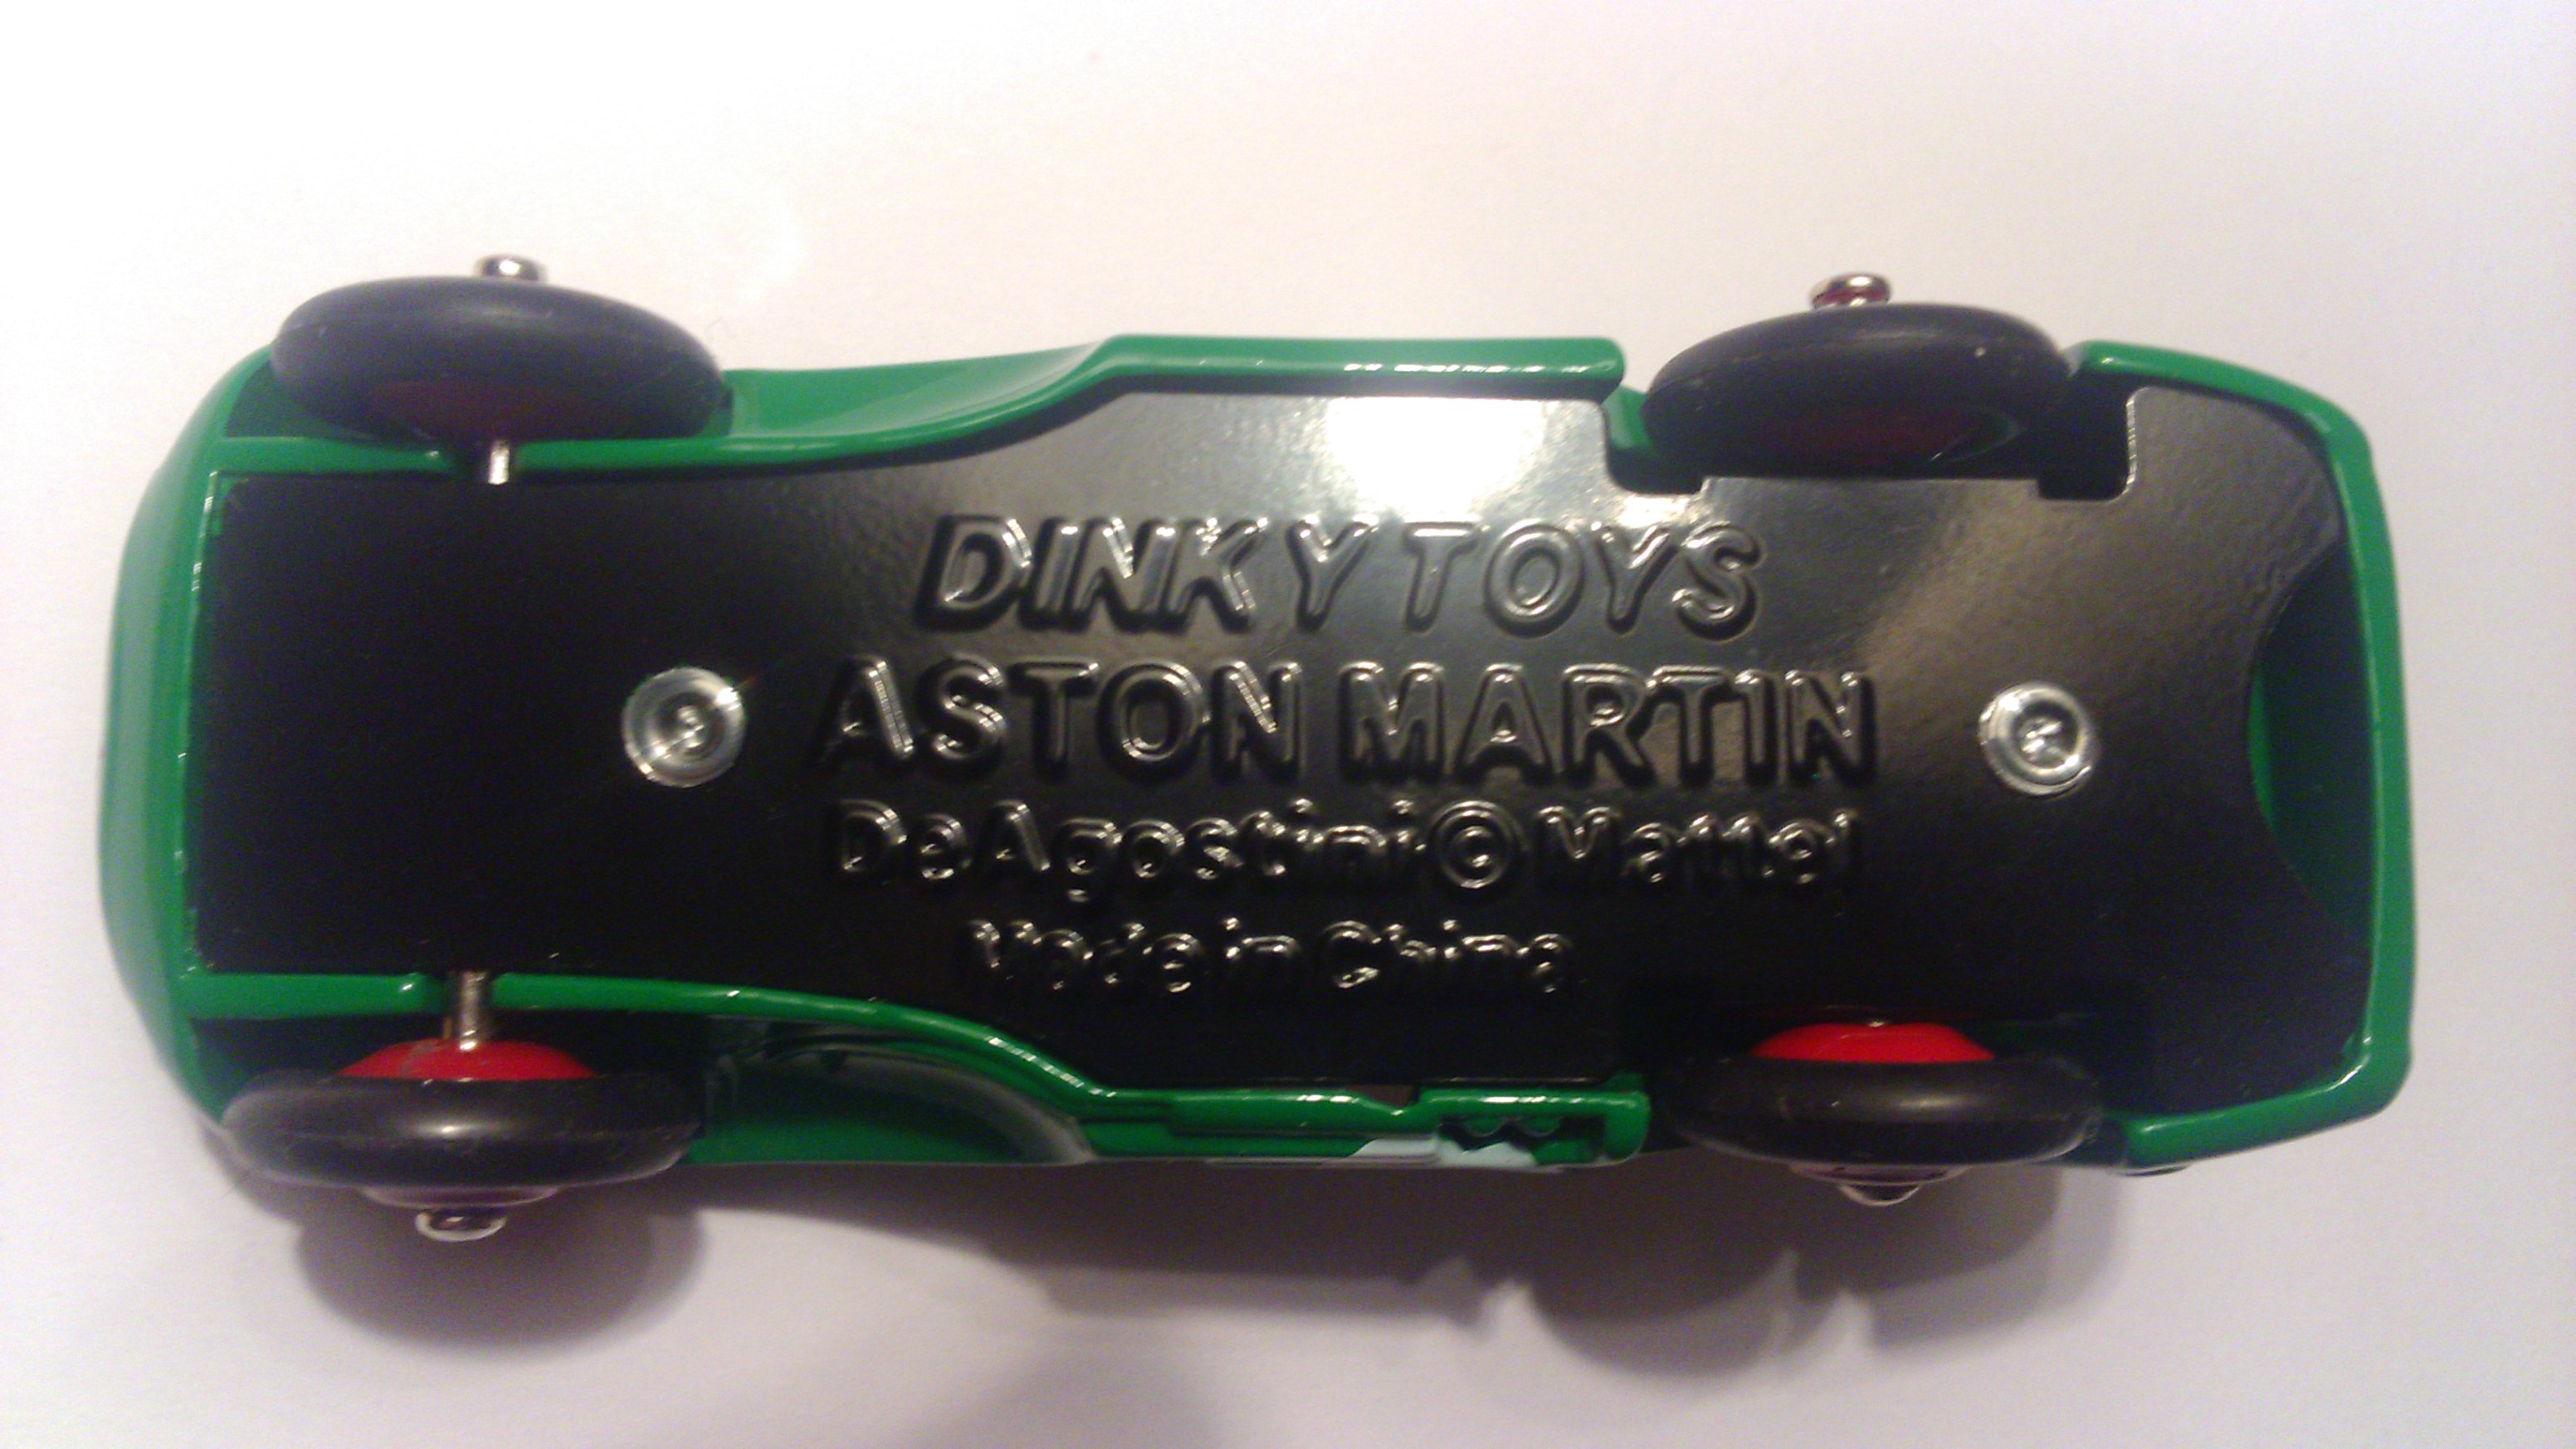 DINKY TOYS
ASTON MARTIN
DeAgostini © Mattel
Made in China